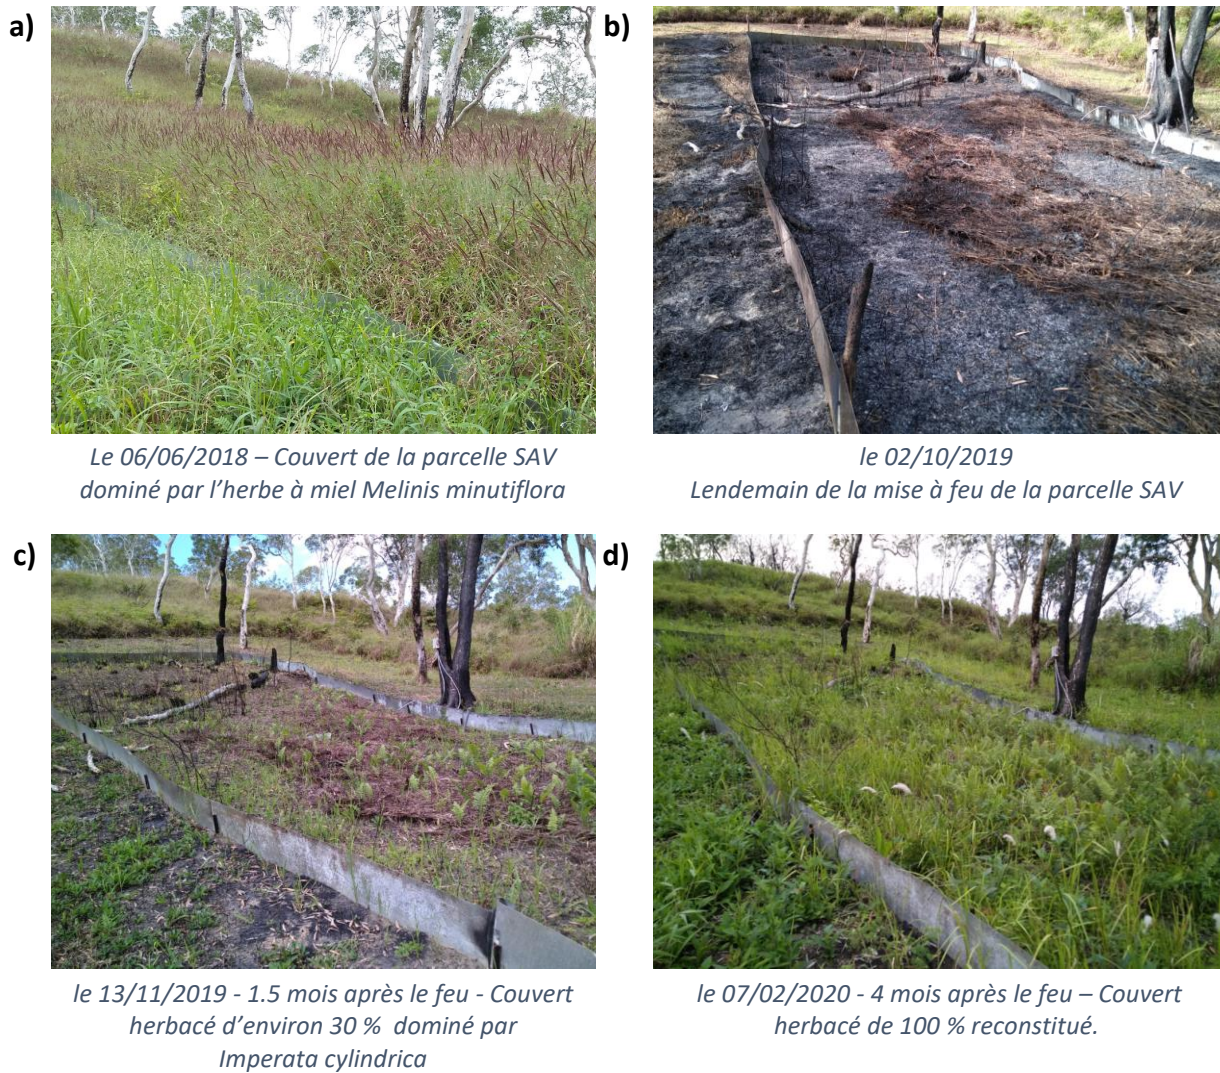 a)
b)
Le 06/06/2018 – Couvert de la parcelle SAV
dominé par l’herbe à miel Melinis minutiflora
le 02/10/2019
Lendemain de la mise à feu de la parcelle SAV
c)
d)
le 13/11/2019 - 1.5 mois après le feu - Couvert
herbacé d’environ 30 % dominé par
Imperata cylindrica
le 07/02/2020 - 4 mois après le feu – Couvert
herbacé de 100 % reconstitué.